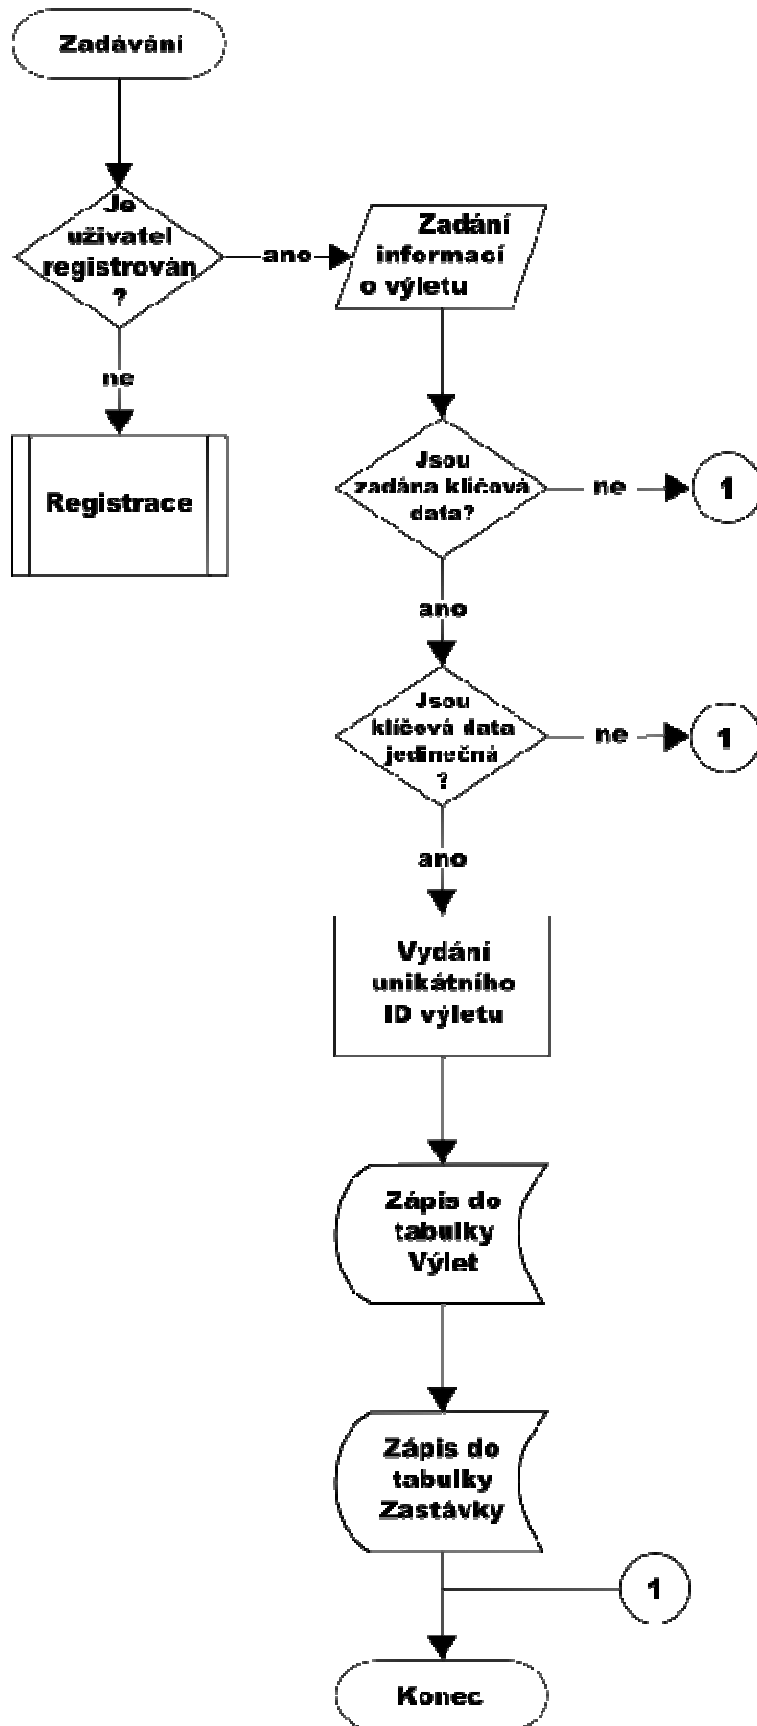 Zadávání
Je
uživatel
registrován
?
ano
Zadání
informací
o výletu
ne
Registrace
Jsou
zadána klíčová
data?
ne
1
ano
Jsou
klíčová data
jedinečná
?
ne
1
ano
Vydání
unikátního
ID výletu
Zápis do
tabulky
Výlet
Zápis do
tabulky
Zastávky
1
Konec